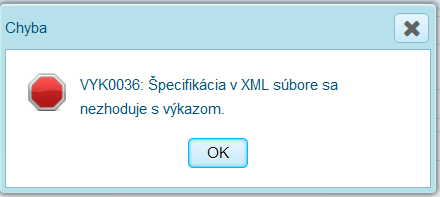 Chyba
VYK0036: Špecifikácia v XML súbore sa
nezhoduje s výkazom.
OK